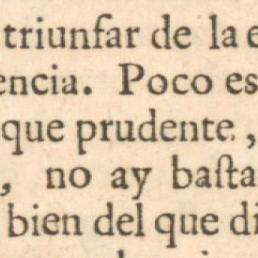 triunfar de la e
encia. Poco es
que prudente,
, no ay baſta
bien del que di